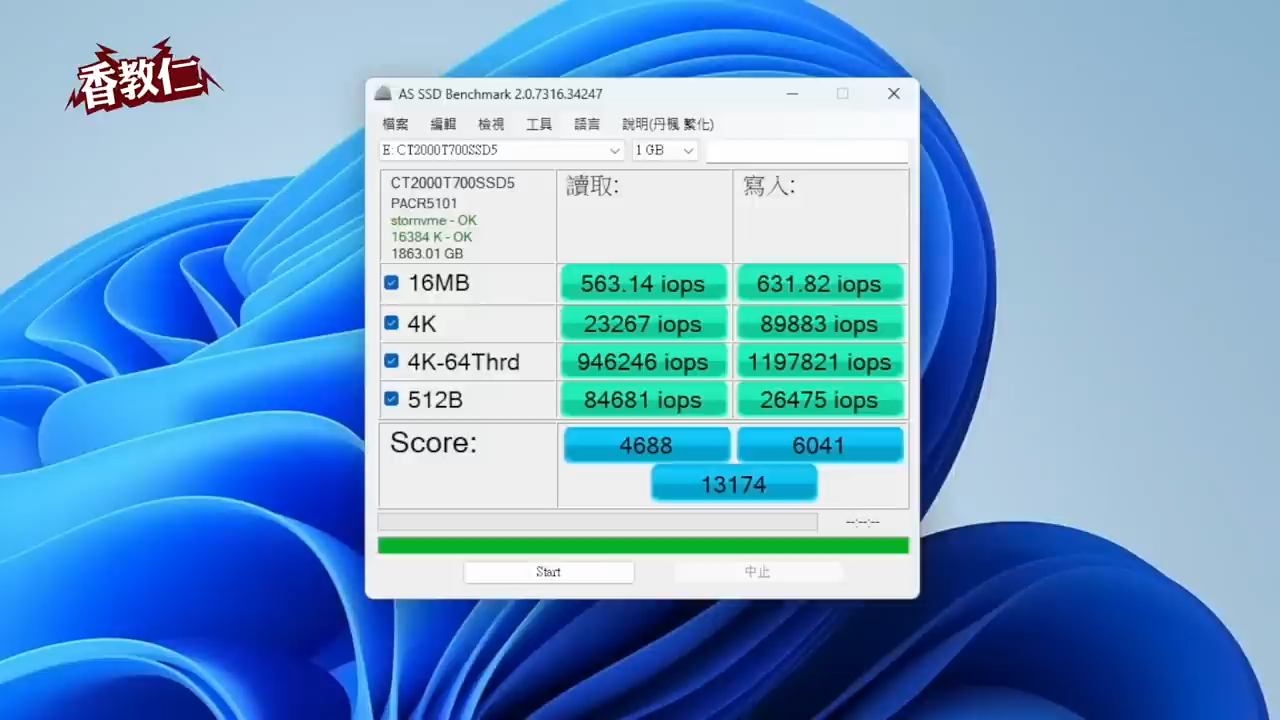 香教仁
AS SSD Benchmark 2.0.7316.34247
檔案 編輯 檢視 工具 語言 說明(丹楓 繁化)
E: CT2000T700SSD5 1 GB
CT2000T700SSD5 讀取: 寫入:
PACR5101
stornvme - OK
16384 K - OK
1863.01 GB
16MB 563.14 iops 631.82 iops
4K 23267 iops 89883 iops
4K-64Thrd 946246 iops 1197821 iops
512B 84681 iops 26475 iops
Score: 4688 6041
13174
--:--:--
Start 中止